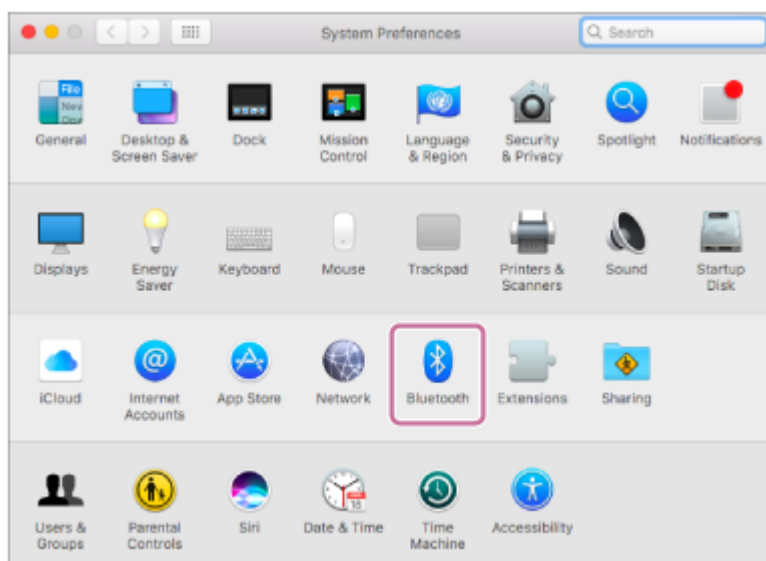 System Preferences
Search
General
Desktop &
Screen Saver
Dock
Mission
Control
Language
& Region
Security
& Privacy
Spotlight
Notifications
Displays
Energy
Saver
Keyboard
Mouse
Trackpad
Printers &
Scanners
Sound
Startup
Disk
iCloud
Internet
Accounts
App Store
Network
Bluetooth
Extensions
Sharing
Users &
Groups
Parental
Controls
Siri
Date & Time
Time
Machine
Accessibility